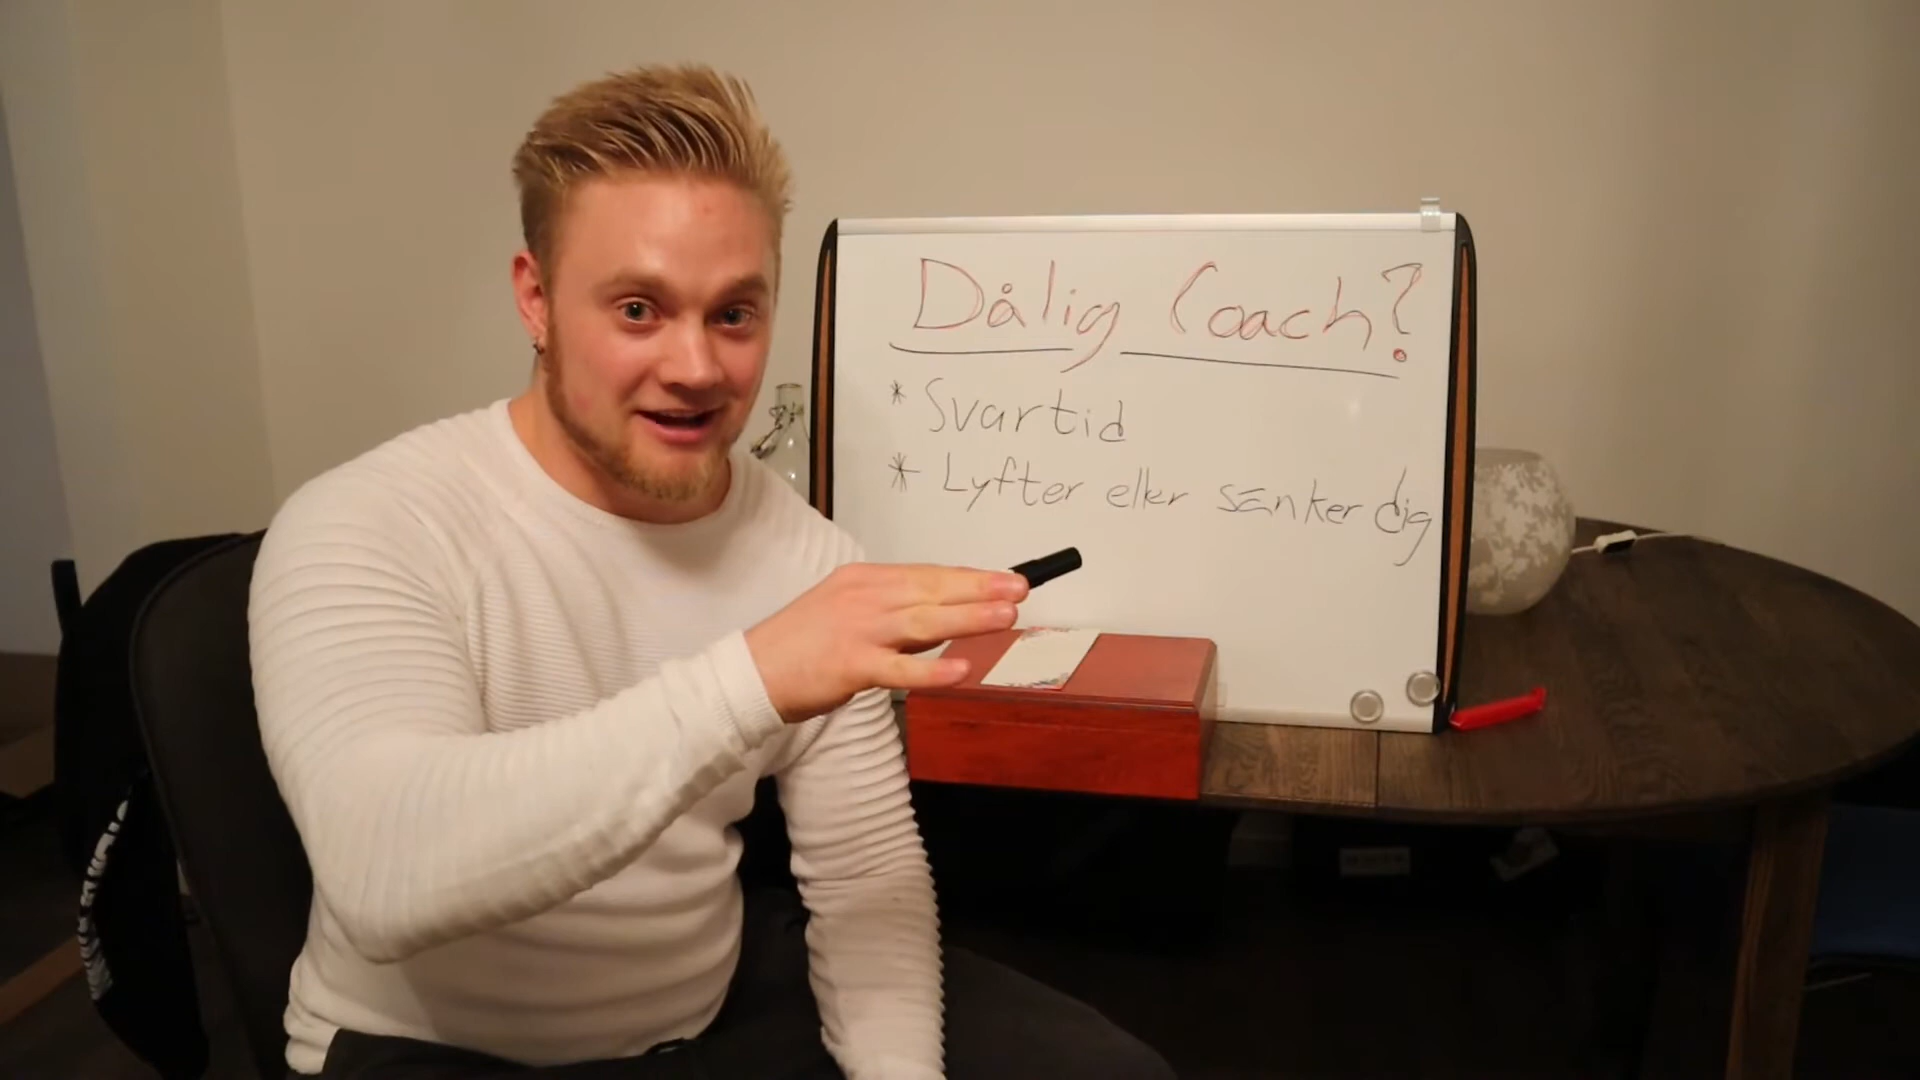 Dålig Coach?
* Svartid
* Lyfter eller sänker dig